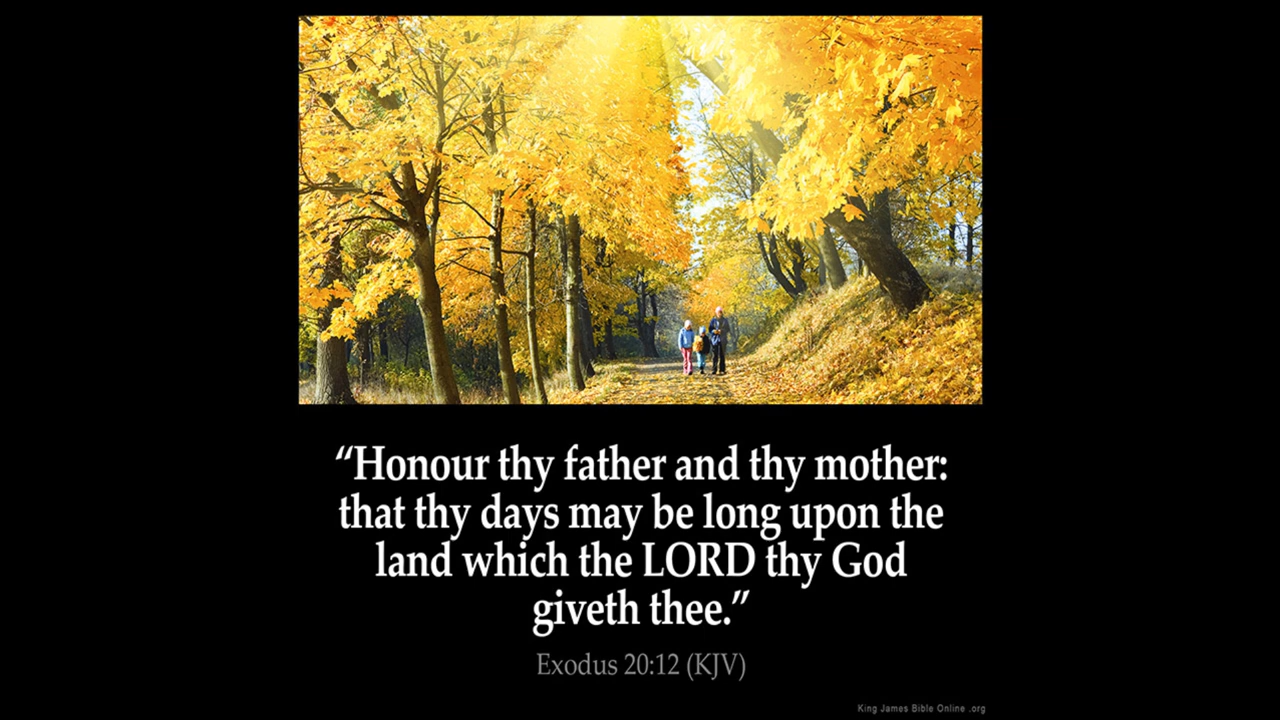 “Honour thy father and thy mother:
that thy days may be long upon the
land which the LORD thy God
giveth thee.”
Exodus 20:12 (KJV)
King James Bible Online .org